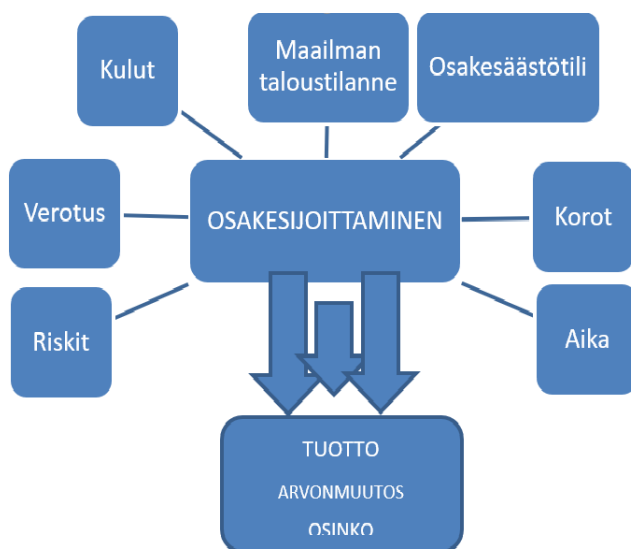 Kulut
Maailman
taloustilanne
Osakesäästötili
Verotus
OSAKESIJOITTAMINEN
Korot
Riskit
Aika
TUOTTO
ARVONMUUTOS
OSINKO